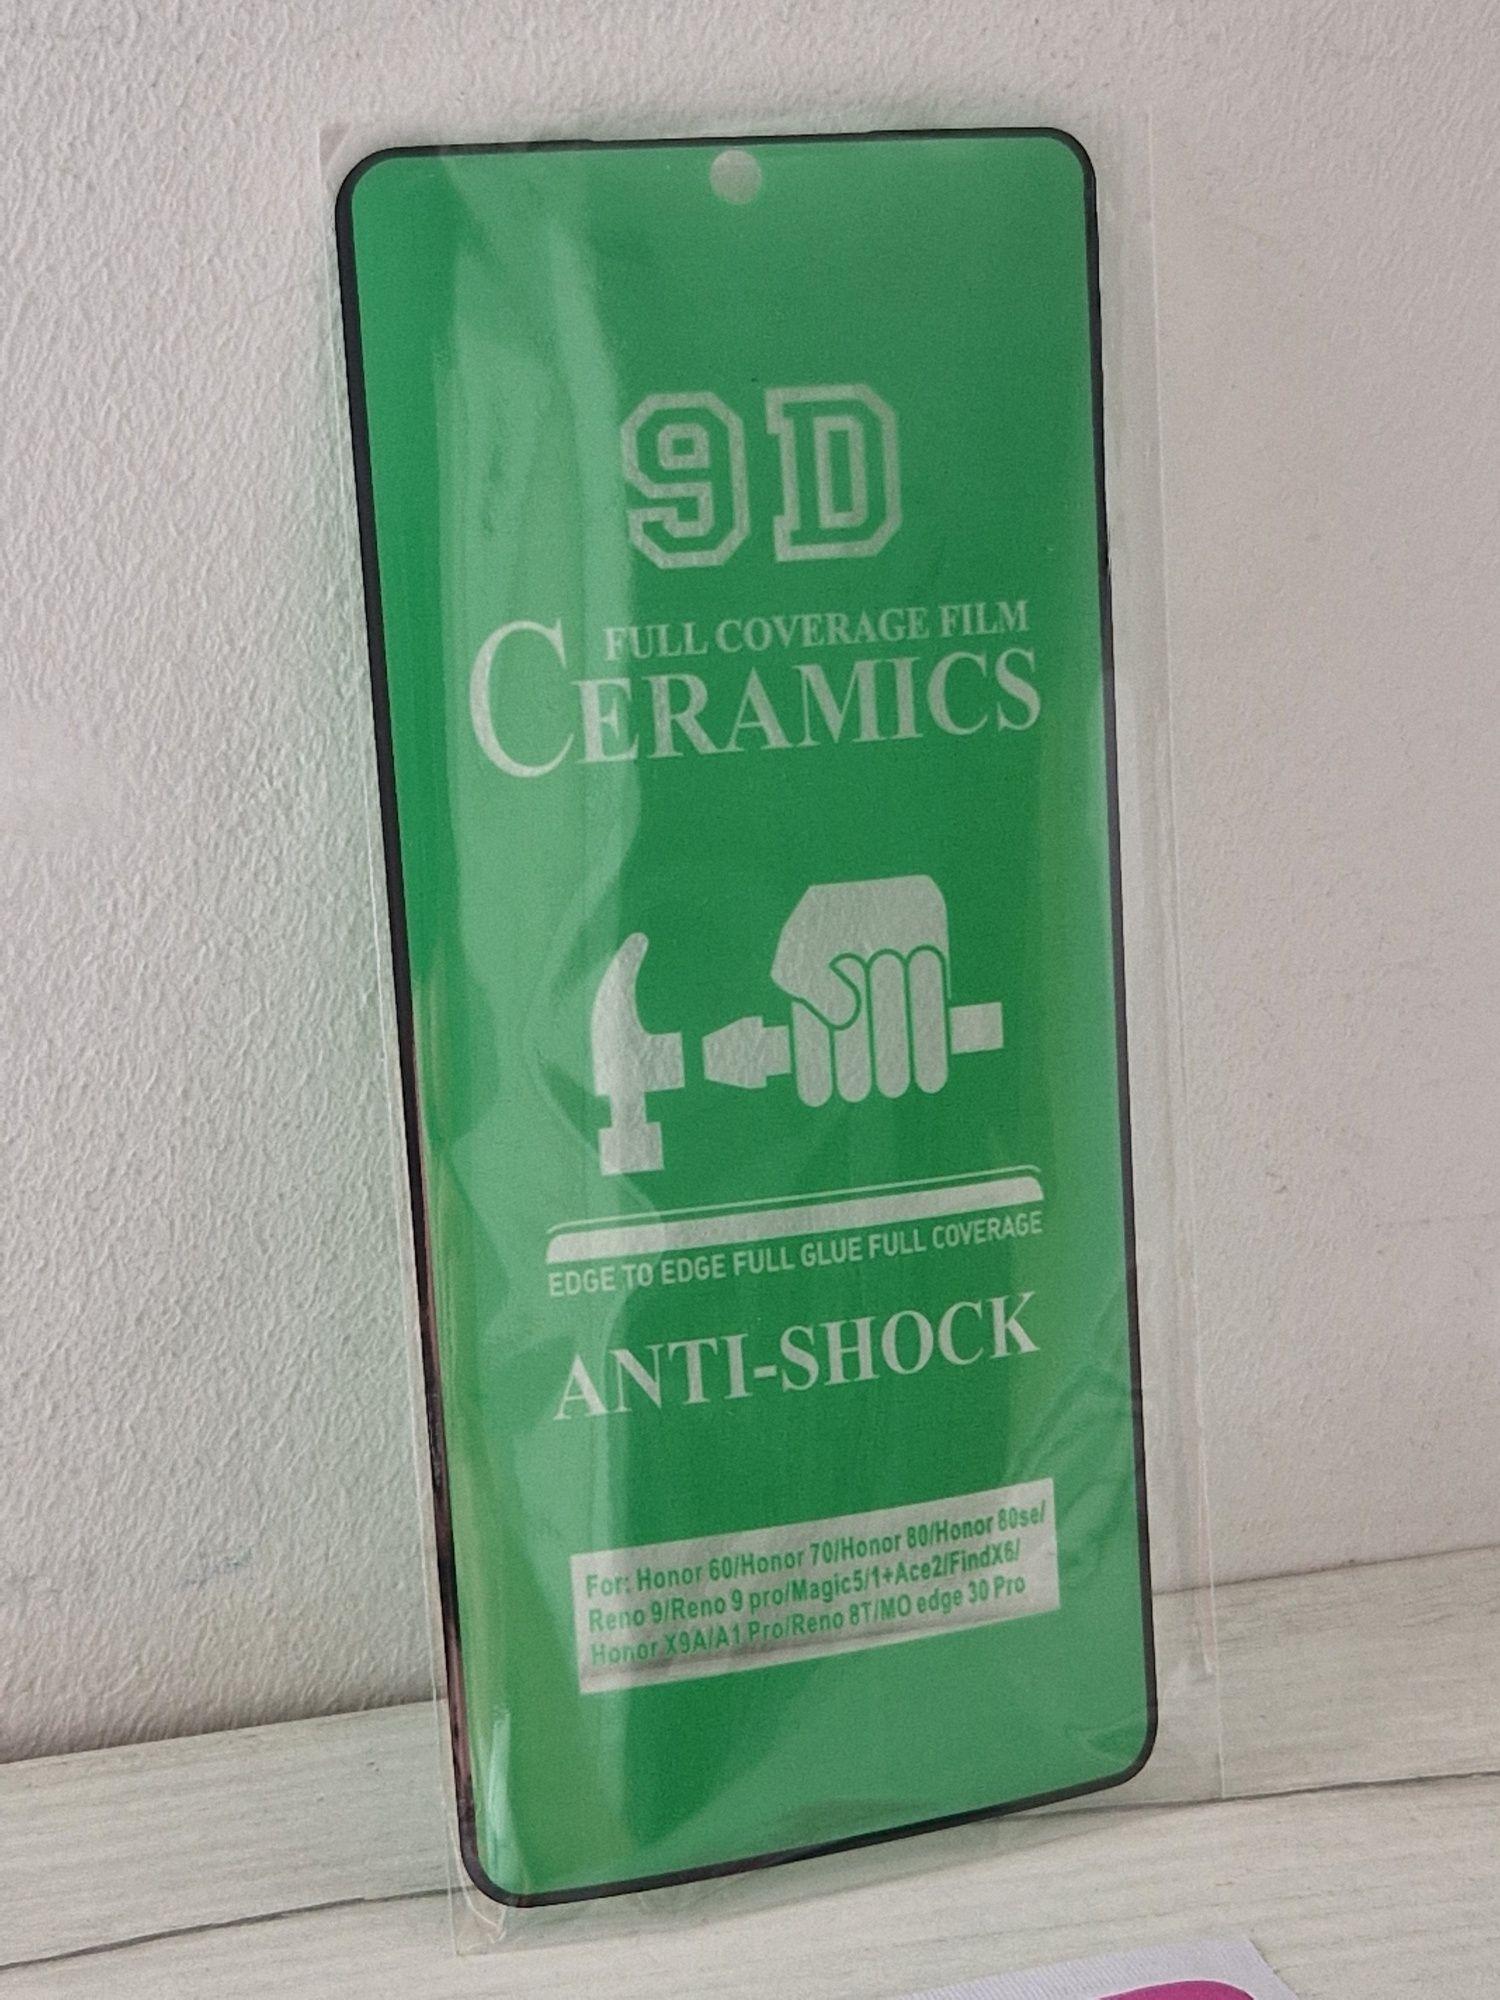 9D
FULL COVERAGE FILM
CERAMICS
EDGE TO EDGE FULL GLUE FULL COVERAGE
ANTI-SHOCK
For: Honor 60/Honor 70/Honor 80/Honor 80se/
Reno 9/Reno 9 pro/Magic5/1+Ace2/FindX6/
Honor X9A/A1 Pro/Reno 8T/MO edge 30 Pro